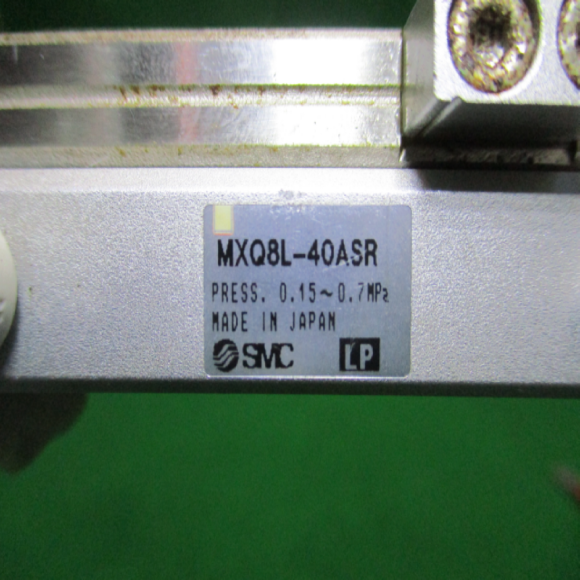 MXQ8L-40ASR
PRESS. 0.15~0.7MPa
MADE IN JAPAN
SMC LP